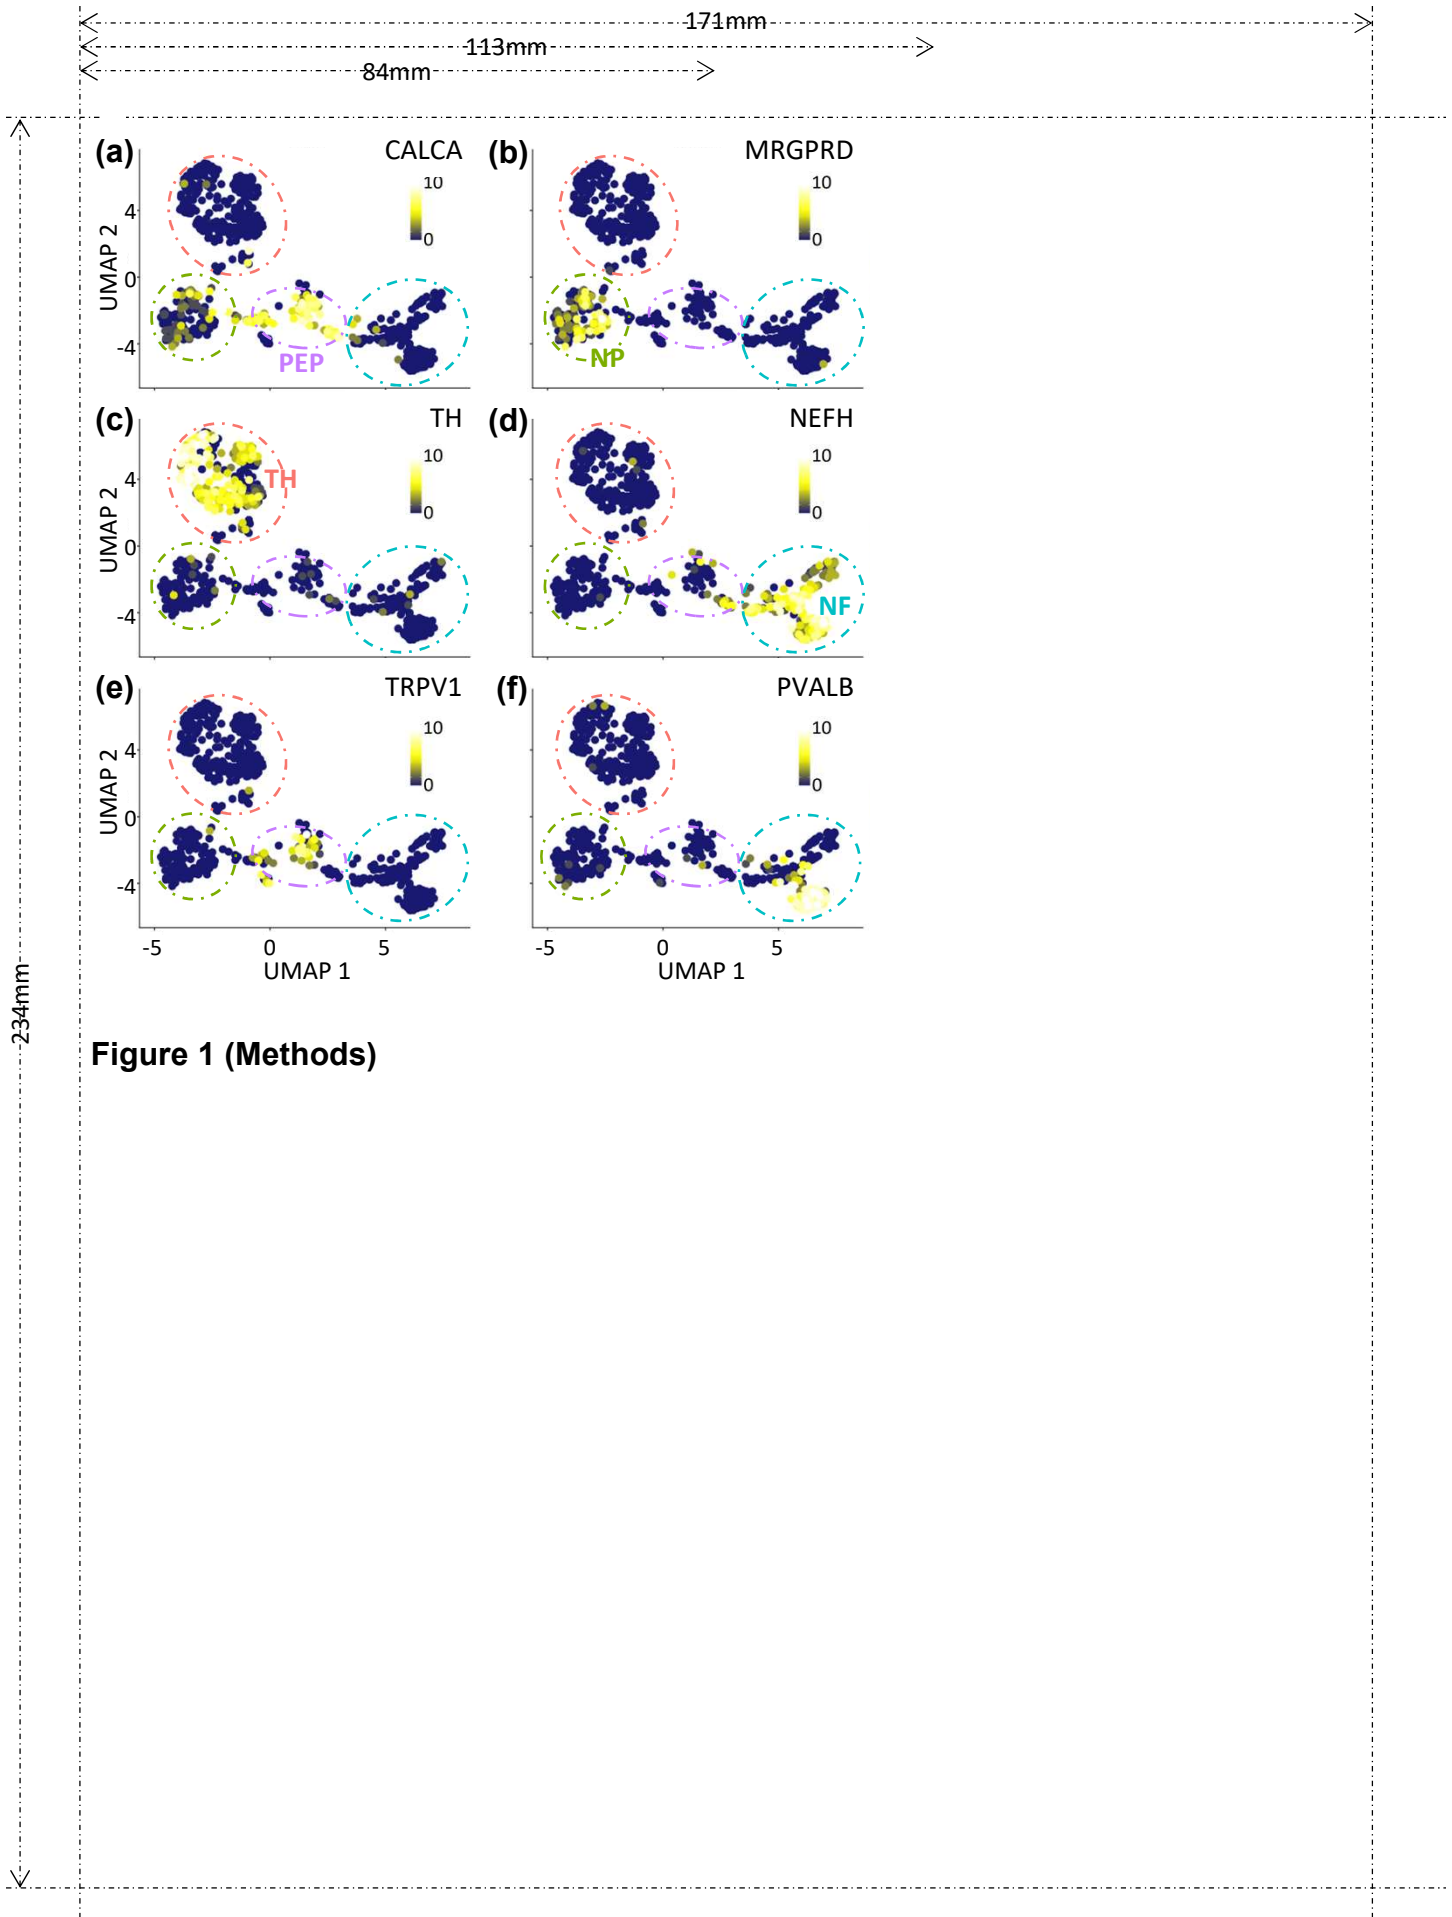 171mm
113mm
84mm
234mm
(a) CALCA
10
0
UMAP 2
4
0
-4
PEP
(b) MRGPRD
10
0
NP
(c) TH
10
0
UMAP 2
4
0
-4
TH
(d) NEFH
10
0
NF
(e) TRPV1
10
0
UMAP 2
4
0
-4
-5 0 5
UMAP 1
(f) PVALB
10
0
-5 0 5
UMAP 1
Figure 1 (Methods)